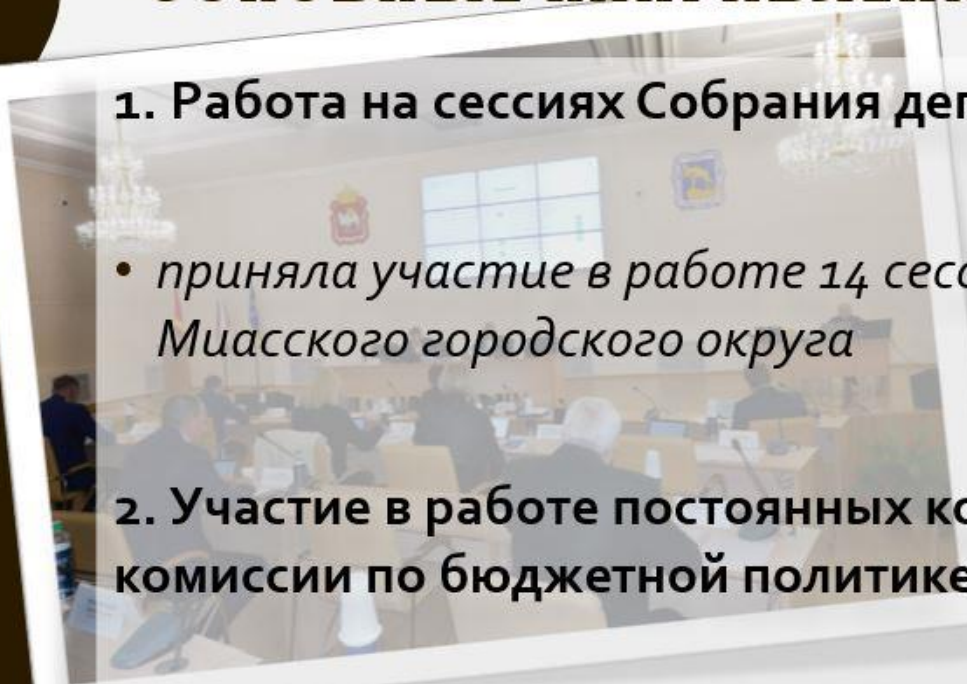 1. Работа на сессиях Собрания деп
• приняла участие в работе 14 сесс
Миасского городского округа
2. Участие в работе постоянных ко
комиссии по бюджетной политике